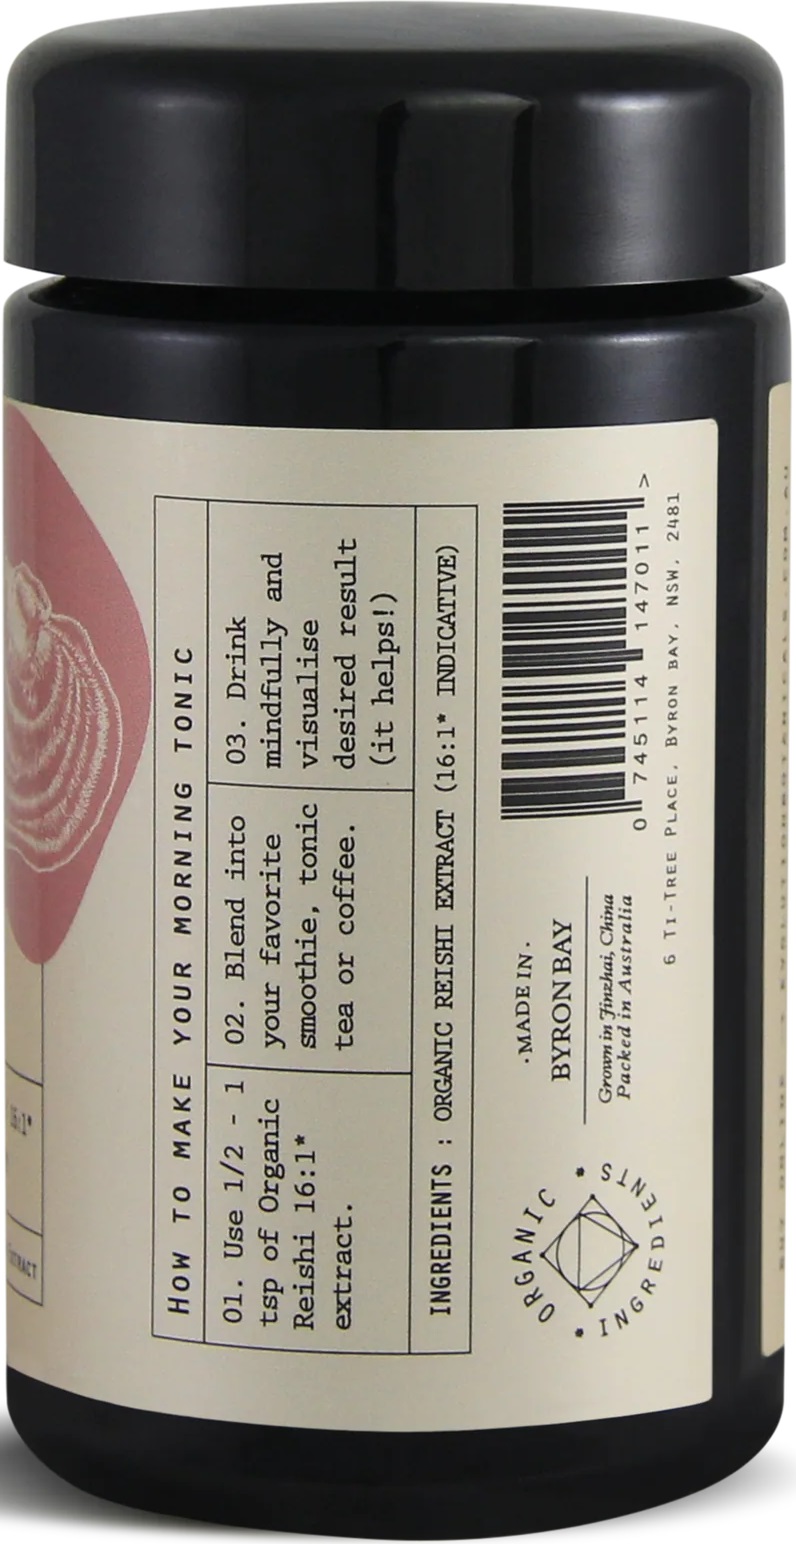 HOW TO MAKE YOUR MORNING TONIC
01. Use 1/2 - 1
tsp of Organic
Reishi 16:1*
extract.
02. Blend into
your favorite
smoothie, tonic
tea or coffee.
03. Drink
mindfully and
visualise
desired result
(it helps!)
INGREDIENTS : ORGANIC REISHI EXTRACT (16:1* INDICATIVE)
ORGANIC * INGREDIENTS *
· MADE IN ·
BYRON BAY
Grown in Jinzhai, China
Packed in Australia
0 745114 147011 >
6 TI-TREE PLACE, BYRON BAY, NSW, 2481
16:1*
EXTRACT